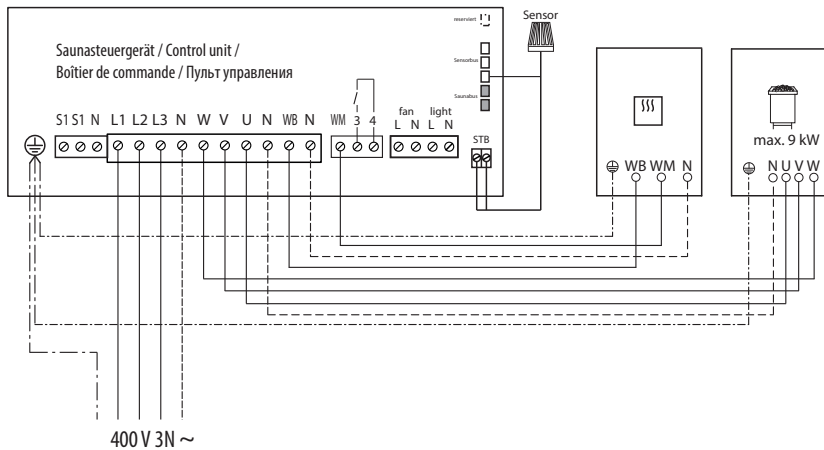 reserviert
Sensor
Saunasteuergerät / Control unit /
Boîtier de commande / Пульт управления
Sensorbus
Saunabus
S1 S1 N L1 L2 L3 N W V U N WB N WM 3 4
fan light
L N L N
STB
max. 9 kW
WB WM N
N U V W
400 V 3N ~